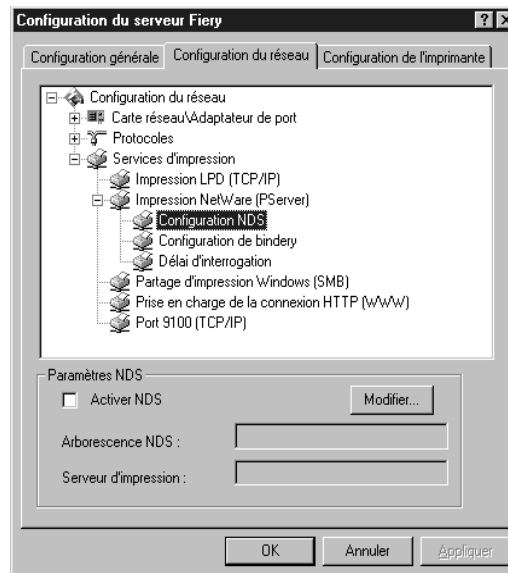 Configuration du serveur Fiery
Configuration générale Configuration du réseau Configuration de l'imprimante
Configuration du réseau
Carte réseau\Adaptateur de port
Protocoles
Services d'impression
Impression LPD (TCP/IP)
Impression NetWare (PServer)
Configuration NDS
Configuration de bindery
Délai d'interrogation
Partage d'impression Windows (SMB)
Prise en charge de la connexion HTTP (WWW)
Port 9100 (TCP/IP)
Paramètres NDS
Activer NDS Modifier...
Arborescence NDS :
Serveur d'impression :
OK Annuler Appliquer